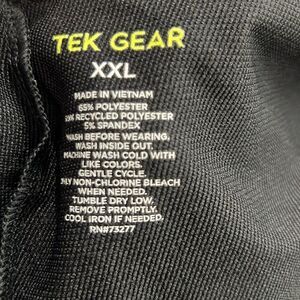 TEK GEAR
XXL
MADE IN VIETNAM
65% POLYESTER
RECYCLED POLYESTER
5% SPANDEX
WASH BEFORE WEARING.
WASH INSIDE OUT.
MACHINE WASH COLD WITH
LIKE COLORS.
GENTLE CYCLE.
NON-CHLORINE BLEACH
WHEN NEEDED.
TUMBLE DRY LOW.
REMOVE PROMPTLY.
COOL IRON IF NEEDED.
RN#73277